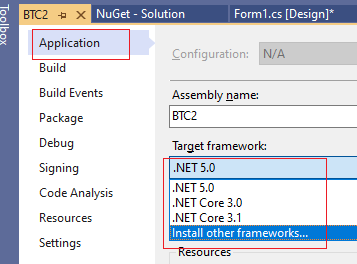 Toolbox
BTC2
NuGet - Solution
Form1.cs [Design]*
Application
Build
Build Events
Package
Debug
Signing
Code Analysis
Resources
Settings
Configuration:
N/A
Assembly name:
BTC2
Target framework:
.NET 5.0
.NET 5.0
.NET Core 3.0
.NET Core 3.1
Install other frameworks...
Resources